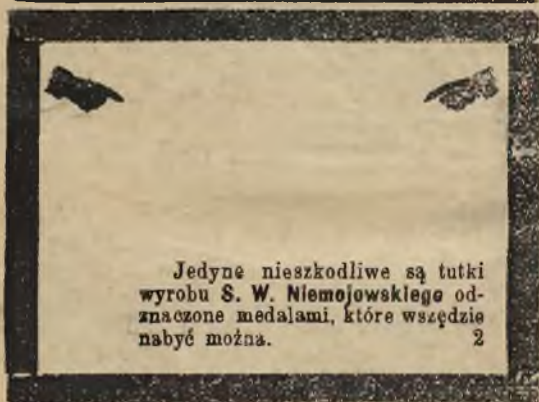 Jedyne nieszkodliwe są tutki
wyrobu S. W. Niemojowskiego od-
znaczone medalami, które wszędzie
nabyć można. 2